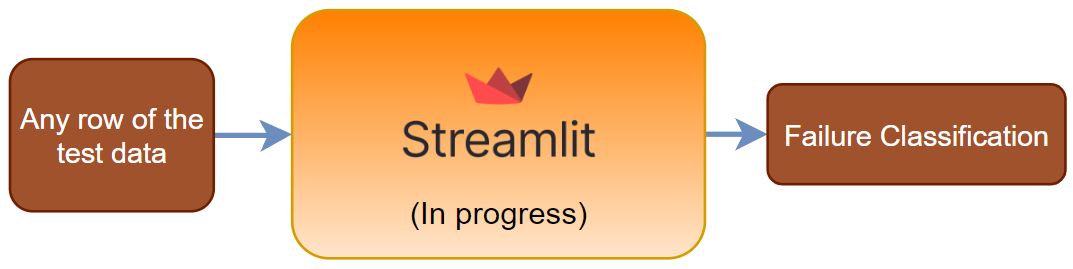 Any row of the
test data
Streamlit
(In progress)
Failure Classification